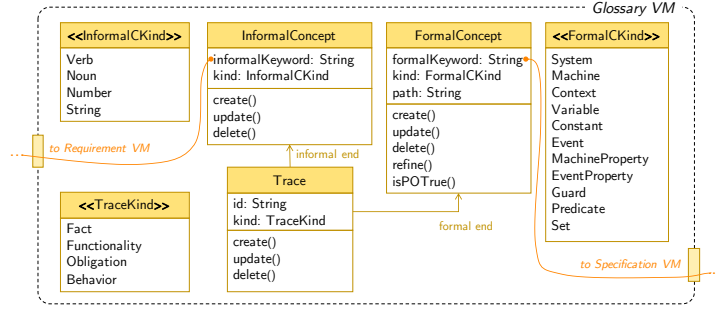 Glossary VM
<<InformalCKind>>
Verb
Noun
Number
String
InformalConcept
informalKeyword: String
kind: InformalCKind
create()
update()
delete()
FormalConcept
formalKeyword: String
kind: FormalCKind
path: String
create()
update()
delete()
refine()
isPOTrue()
<<FormalCKind>>
System
Machine
Context
Variable
Constant
Event
MachineProperty
EventProperty
Guard
Predicate
Set
to Requirement VM
informal end
<<TraceKind>>
Fact
Functionality
Obligation
Behavior
Trace
id: String
kind: TraceKind
create()
update()
delete()
formal end
to Specification VM